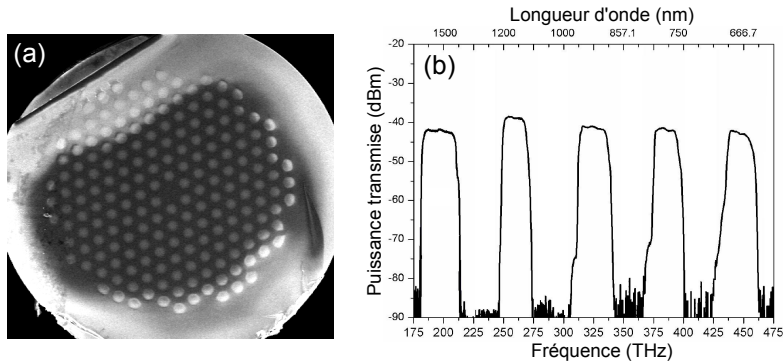 (a)
Longueur d'onde (nm)
1500 1200 1000 857.1 750 666.7
(b)
Puissance transmise (dBm)
-20
-30
-40
-50
-60
-70
-80
-90
175 200 225 250 275 300 325 350 375 400 425 450 475
Fréquence (THz)